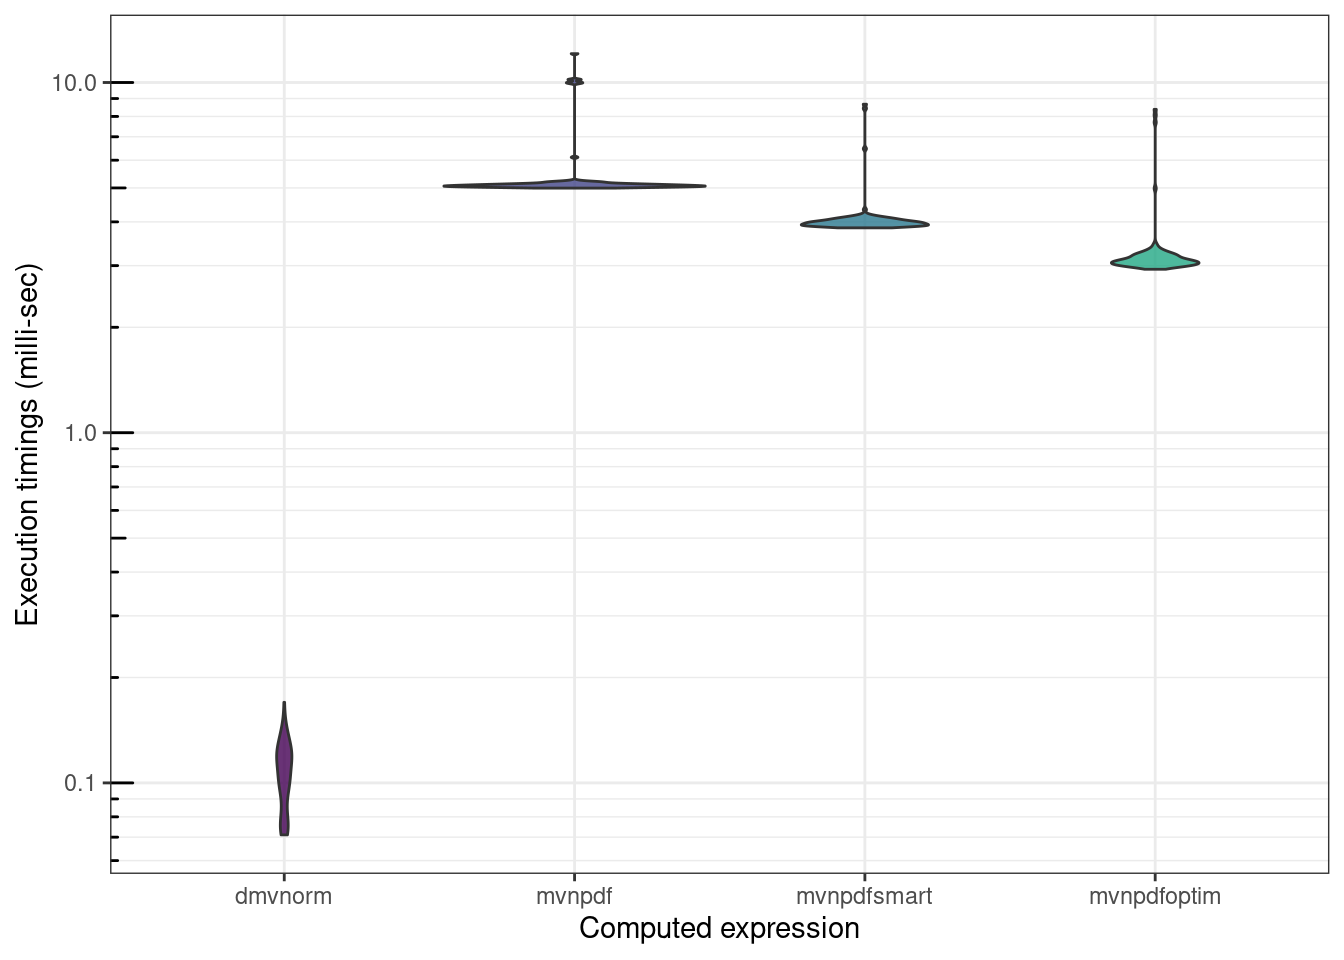 Execution timings (milli-sec)
10.0
1.0
0.1
dmvnorm
mvnpdf
mvnpdfsmart
mvnpdfoptim
Computed expression